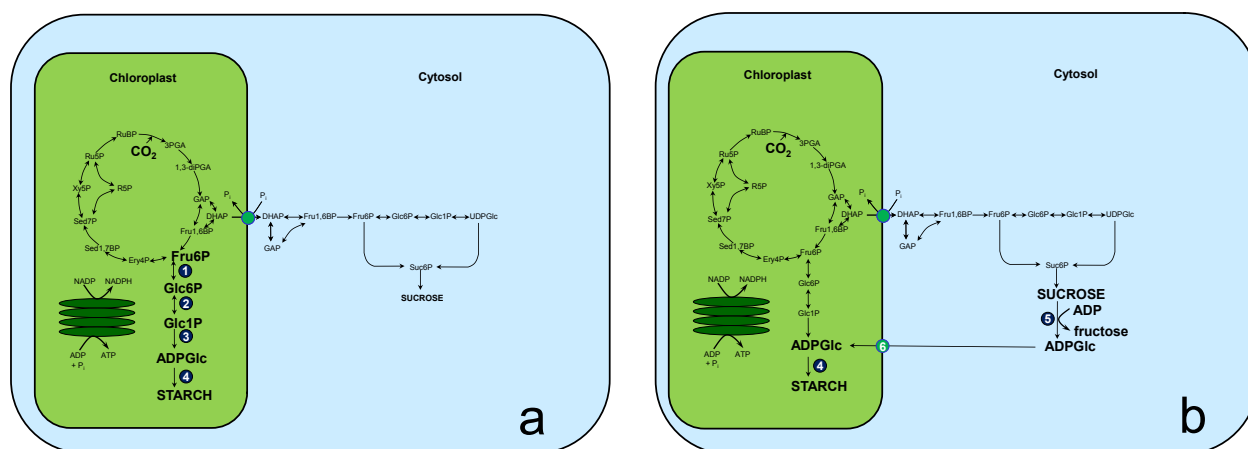 Chloroplast
Cytosol
RuBP
CO2
3PGA
Ru5P
1,3-diPGA
Xy5P
R5P
GAP
Pi
Pi
DHAP
DHAP
Fru1,6BP
Fru6P
Glc6P
Glc1P
UDPGlc
Sed7P
Fru1,6BP
GAP
Sed1,7BP
Ery4P
Fru6P
1
Suc6P
NADP
NADPH
Glc6P
2
SUCROSE
Glc1P
3
ADP
+ Pi
ATP
ADPGlc
4
STARCH
a
Chloroplast
Cytosol
RuBP
CO2
3PGA
Ru5P
1,3-diPGA
Xy5P
R5P
GAP
Pi
Pi
DHAP
DHAP
Fru1,6BP
Fru6P
Glc6P
Glc1P
UDPGlc
Sed7P
Fru1,6BP
GAP
Sed1,7BP
Ery4P
Fru6P
Suc6P
NADP
NADPH
Glc6P
SUCROSE
Glc1P
5
ADP
fructose
ADP
+ Pi
ATP
ADPGlc
6
ADPGlc
4
STARCH
b